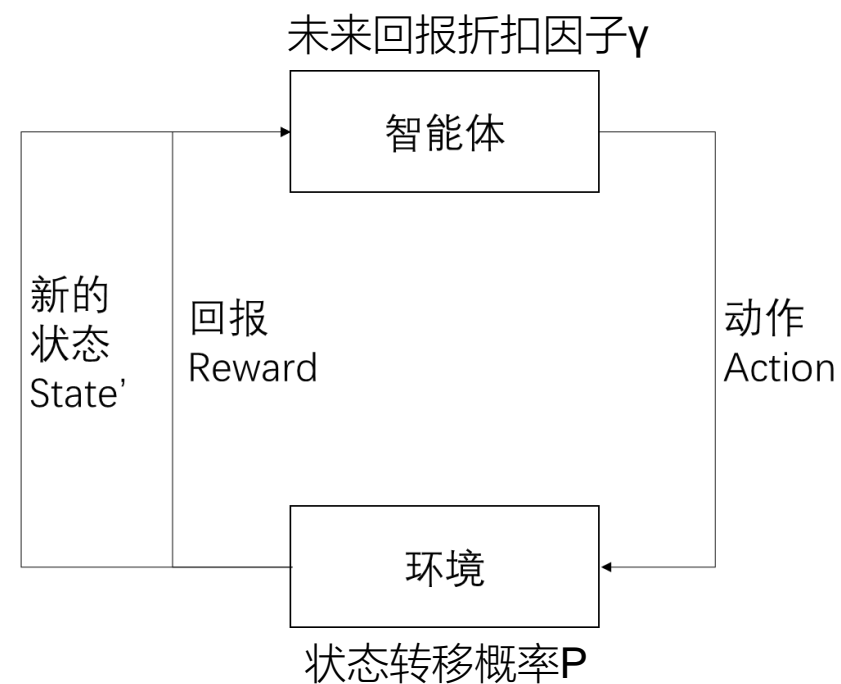 未来回报折扣因子γ
智能体
新的
状态
State’
回报
Reward
动作
Action
环境
状态转移概率P